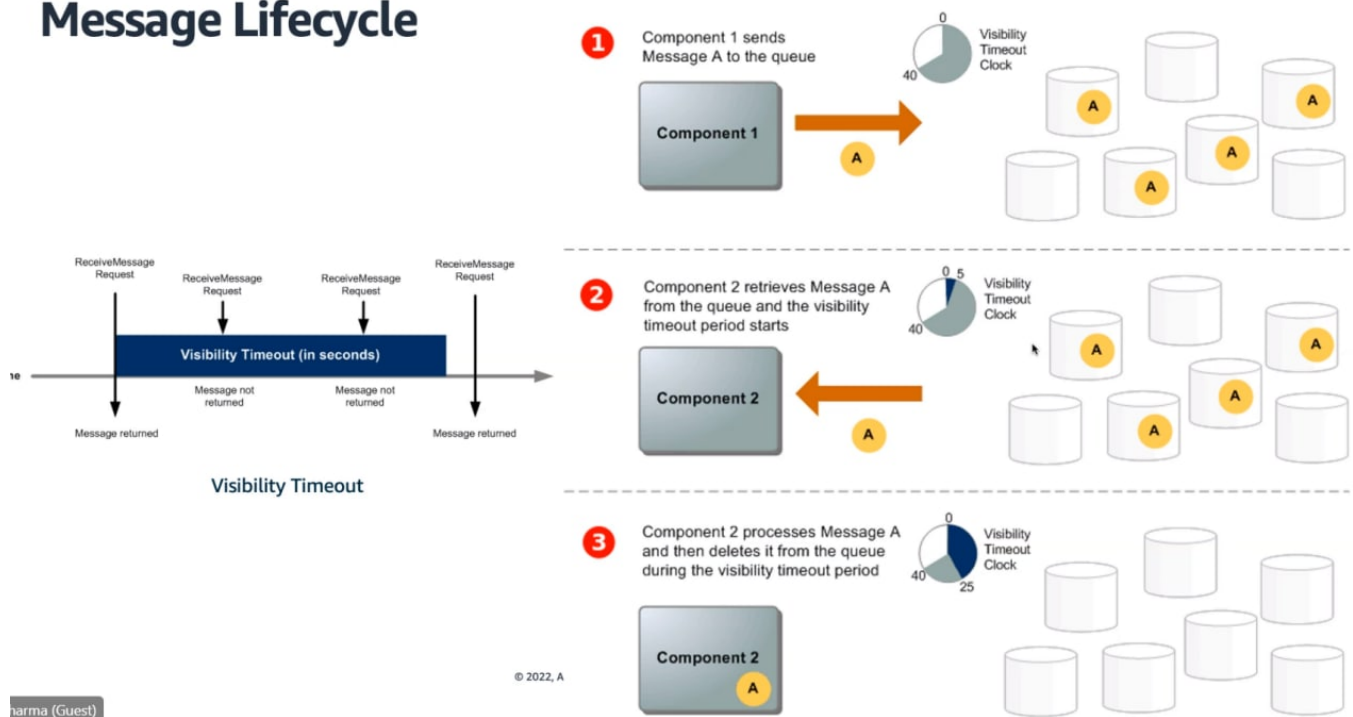 Message Lifecycle
ReceiveMessage
Request
ReceiveMessage
Request
ReceiveMessage
Request
ReceiveMessage
Request
Visibility Timeout (in seconds)
Message not
returned
Message not
returned
Message returned
Message returned
Visibility Timeout
© 2022, A
(Guest)
1
Component 1 sends
Message A to the queue
0
40
Visibility
Timeout
Clock
Component 1
A
A
A
A
A
2
Component 2 retrieves Message A
from the queue and the visibility
timeout period starts
0 5
40
Visibility
Timeout
Clock
Component 2
A
A
A
A
A
3
Component 2 processes Message A
and then deletes it from the queue
during the visibility timeout period
0
40
25
Visibility
Timeout
Clock
Component 2
A